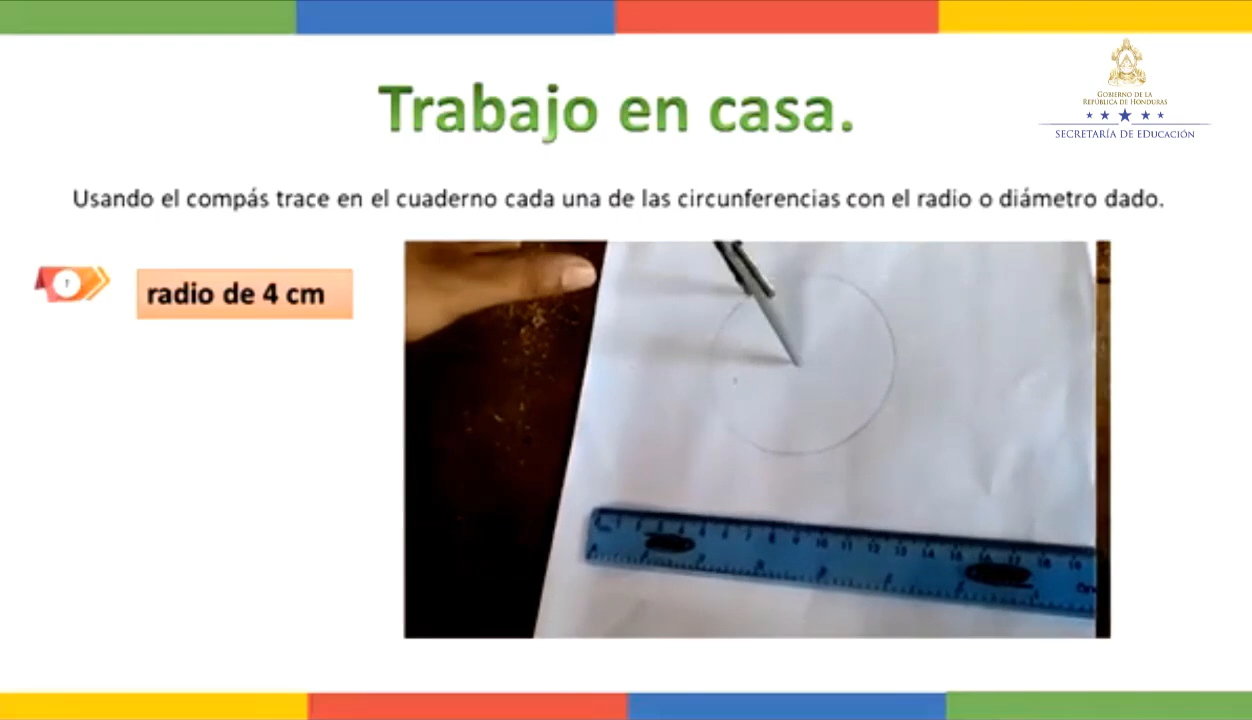 GOBIERNO DE LA
REPÚBLICA DE HONDURAS
SECRETARÍA DE EDUCACIÓN
Trabajo en casa.
Usando el compás trace en el cuaderno cada una de las circunferencias con el radio o diámetro dado.
1
radio de 4 cm